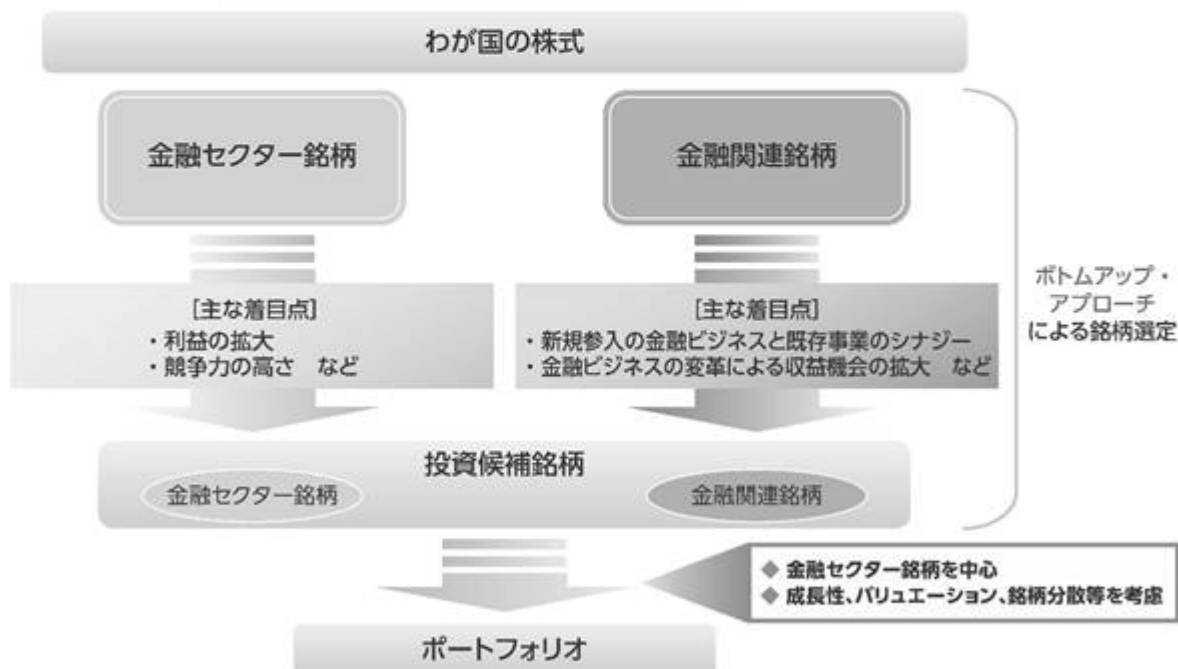 わが国の株式
金融セクター銘柄
金融関連銘柄
[主な着目点]
・利益の拡大
・競争力の高さ　など
[主な着目点]
・新規参入の金融ビジネスと既存事業のシナジー
・金融ビジネスの変革による収益機会の拡大　など
ボトムアップ・
アプローチ
による銘柄選定
投資候補銘柄
金融セクター銘柄
金融関連銘柄
◆ 金融セクター銘柄を中心
◆ 成長性、バリュエーション、銘柄分散等を考慮
ポートフォリオ